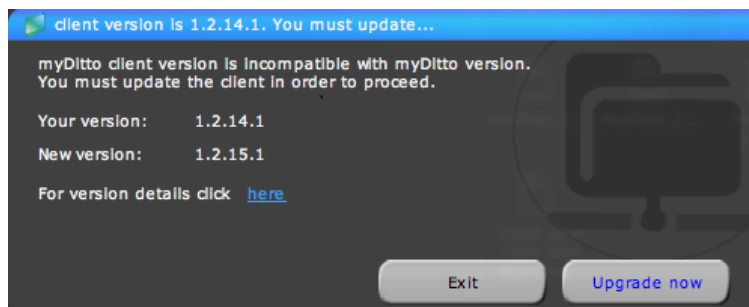 client version is 1.2.14.1. You must update...
myDitto client version is incompatible with myDitto version.
You must update the client in order to proceed.
Your version: 1.2.14.1
New version: 1.2.15.1
For version details click here
Exit
Upgrade now